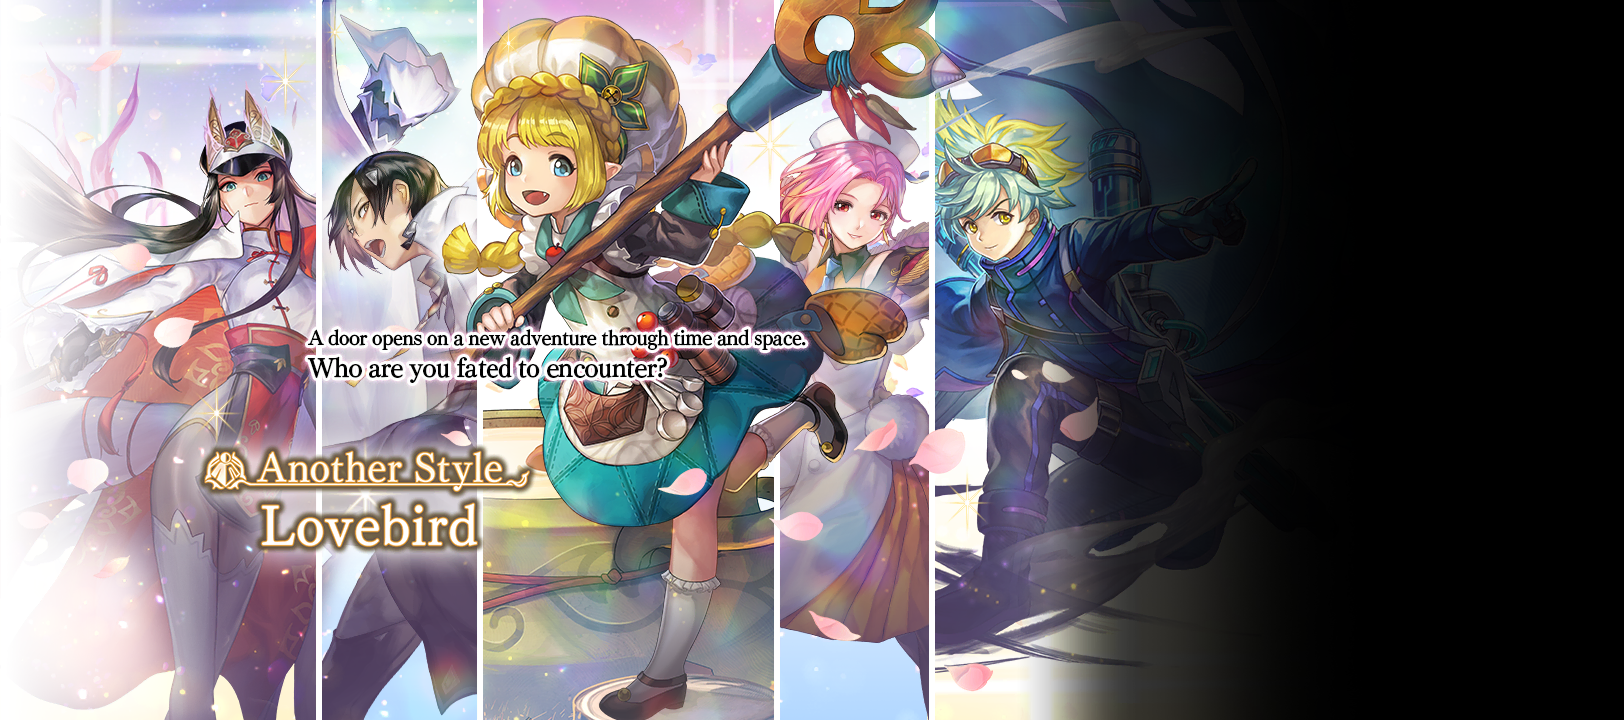 A door opens on a new adventure through time and space.
Who are you fated to encounter?
Another Style
Lovebird